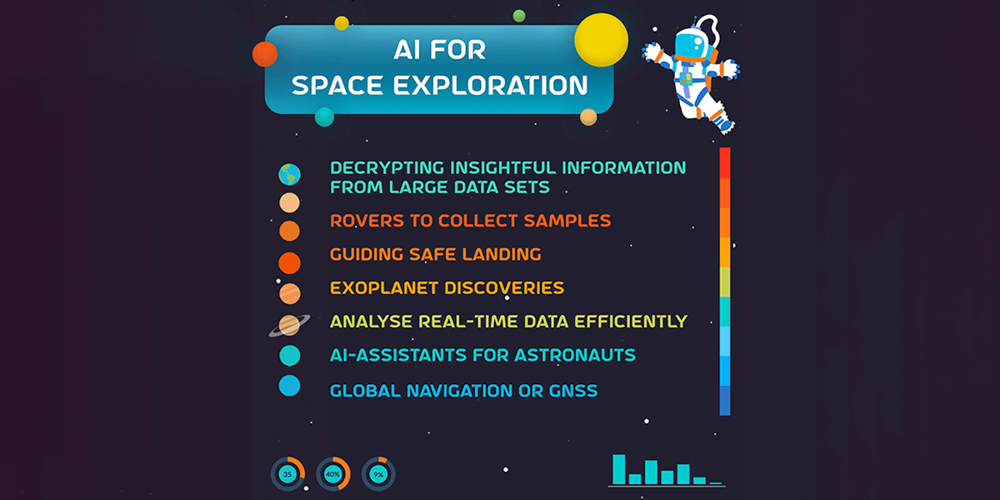 AI FOR
SPACE EXPLORATION
DECRYPTING INSIGHTFUL INFORMATION
FROM LARGE DATA SETS
ROVERS TO COLLECT SAMPLES
GUIDING SAFE LANDING
EXOPLANET DISCOVERIES
ANALYSE REAL-TIME DATA EFFICIENTLY
AI-ASSISTANTS FOR ASTRONAUTS
GLOBAL NAVIGATION OR GNSS
35 40% 9%